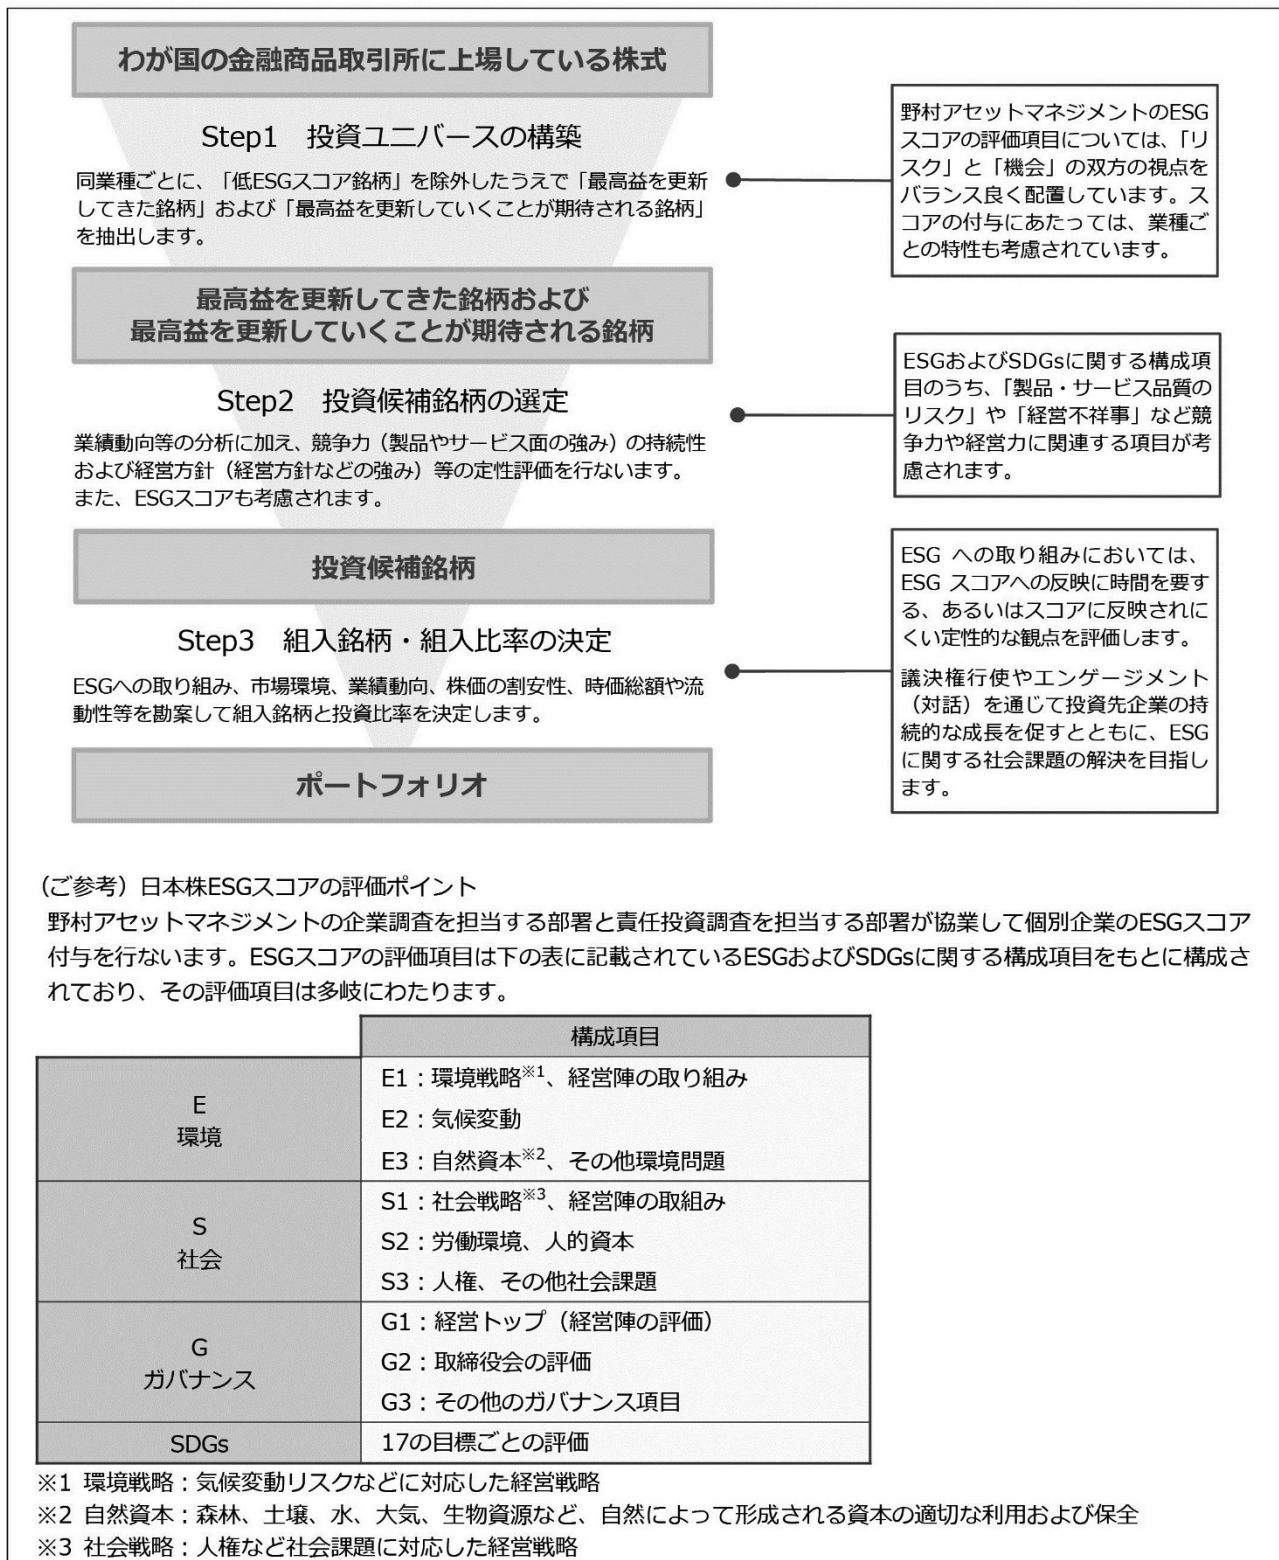 わが国の金融商品取引所に上場している株式
Step1 投資ユニバースの構築
同業種ごとに、「低ESGスコア銘柄」を除外したうえで「最高益を更新
してきた銘柄」および「最高益を更新していくことが期待される銘柄」
を抽出します。
野村アセットマネジメントのESG
スコアの評価項目については、「リ
スク」と「機会」の双方の視点を
バランス良く配置しています。ス
コアの付与にあたっては、業種ご
との特性も考慮されています。
最高益を更新してきた銘柄および
最高益を更新していくことが期待される銘柄
Step2 投資候補銘柄の選定
業績動向等の分析に加え、競争力（製品やサービス面の強み）の持続性
および経営方針（経営方針などの強み）等の定性評価を行ないます。
また、ESGスコアも考慮されます。
ESGおよびSDGsに関する構成項
目のうち、「製品・サービス品質の
リスク」や「経営不祥事」など競
争力や経営力に関連する項目が考
慮されます。
投資候補銘柄
Step3 組入銘柄・組入比率の決定
ESGへの取り組み、市場環境、業績動向、株価の割安性、時価総額や流
動性等を勘案して組入銘柄と投資比率を決定します。
ESG への取り組みにおいては、
ESG スコアへの反映に時間を要す
る、あるいはスコアに反映されに
くい定性的な観点を評価します。
議決権行使やエンゲージメント
（対話）を通じて投資先企業の持
続的な成長を促すとともに、ESG
に関する社会課題の解決を目指し
ます。
ポートフォリオ
（ご参考）日本株ESGスコアの評価ポイント
野村アセットマネジメントの企業調査を担当する部署と責任投資調査を担当する部署が協業して個別企業のESGスコア
付与を行ないます。ESGスコアの評価項目は下の表に記載されているESGおよびSDGsに関する構成項目をもとに構成さ
れており、その評価項目は多岐にわたります。
構成項目
E
環境
E1：環境戦略※1、経営陣の取り組み
E2：気候変動
E3：自然資本※2、その他環境問題
S
社会
S1：社会戦略※3、経営陣の取組み
S2：労働環境、人的資本
S3：人権、その他社会課題
G
ガバナンス
G1：経営トップ（経営陣の評価）
G2：取締役会の評価
G3：その他のガバナンス項目
SDGs
17の目標ごとの評価
※1 環境戦略：気候変動リスクなどに対応した経営戦略
※2 自然資本：森林、土壌、水、大気、生物資源など、自然によって形成される資本の適切な利用および保全
※3 社会戦略：人権など社会課題に対応した経営戦略